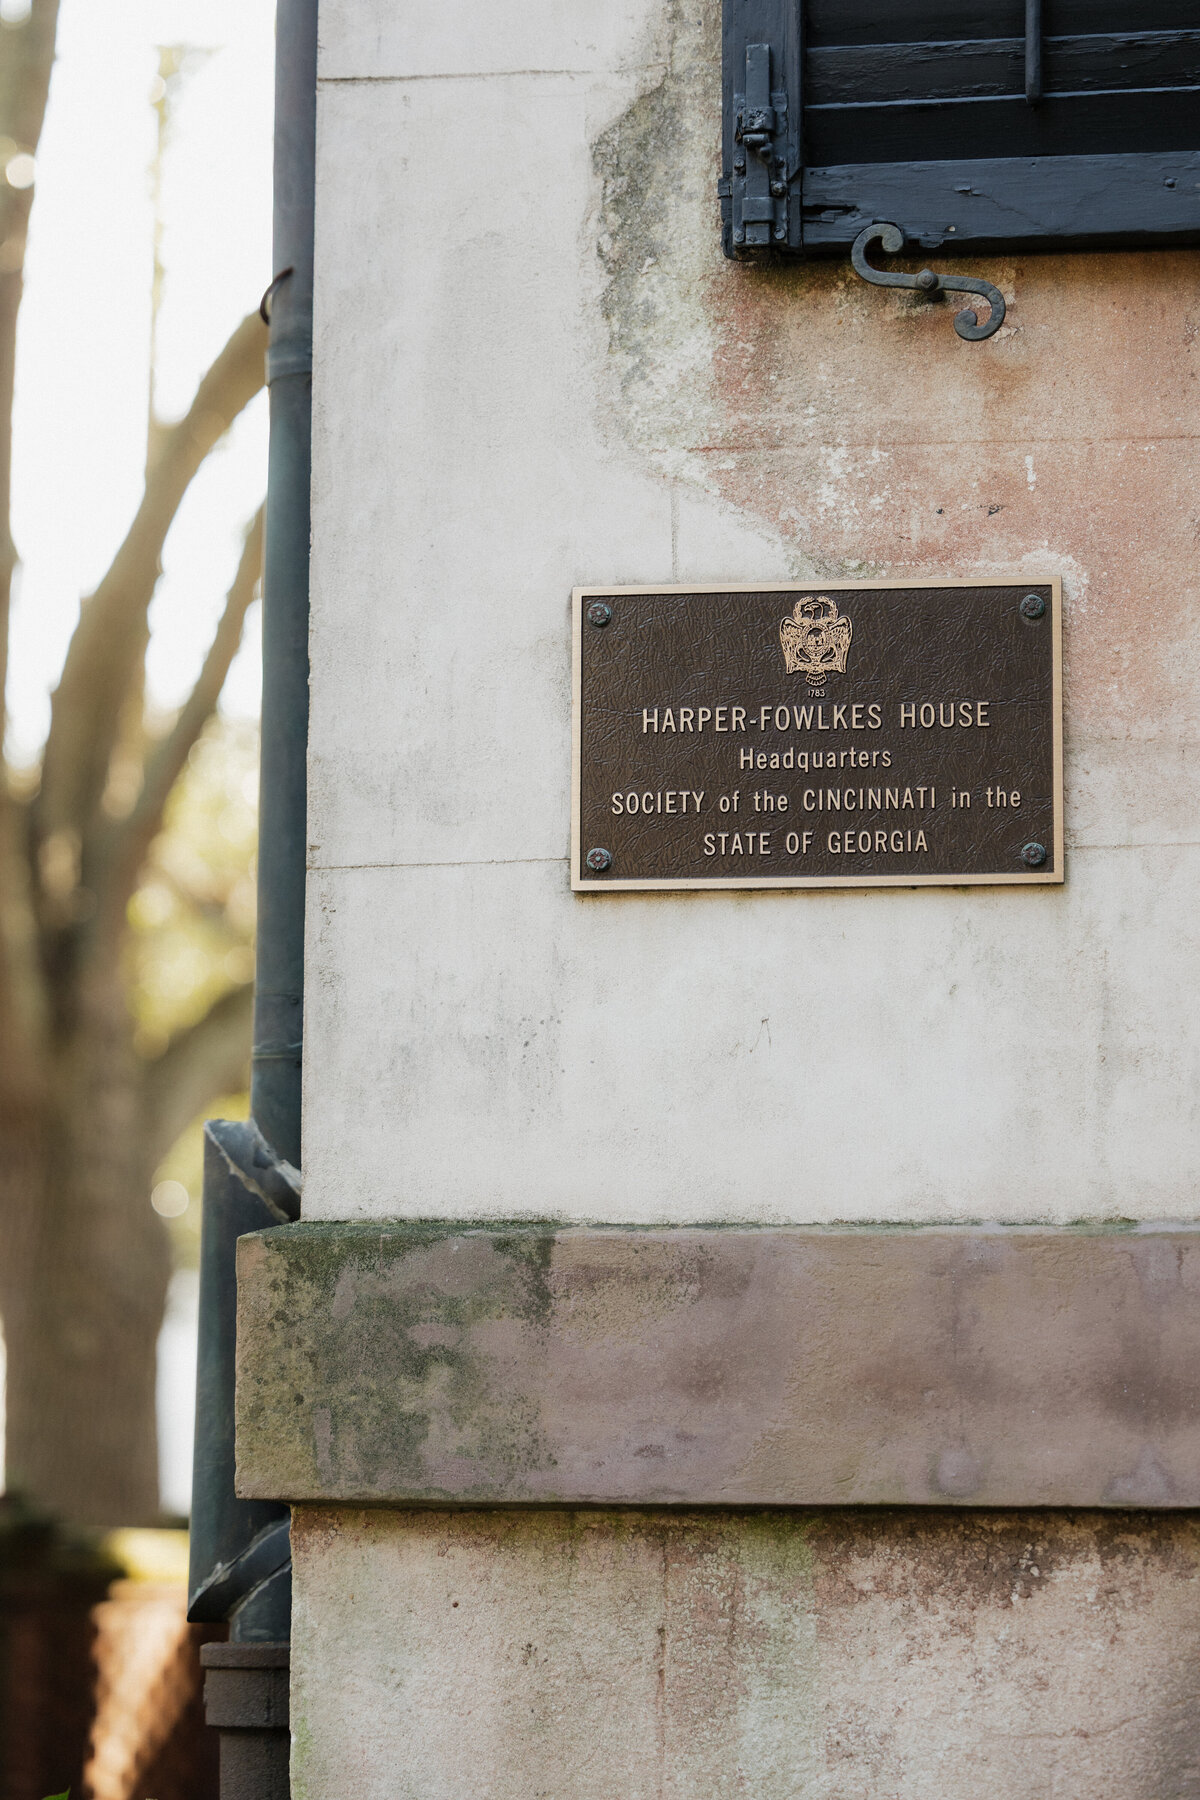 1783
HARPER-FOWLKES HOUSE
Headquarters
SOCIETY of the CINCINNATI in the
STATE OF GEORGIA